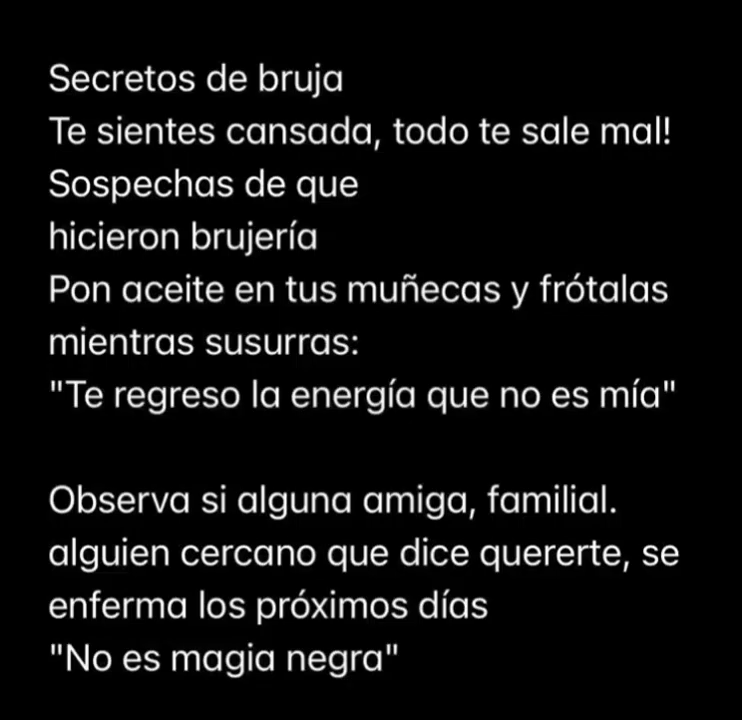 Secretos de bruja
Te sientes cansada, todo te sale mal!
Sospechas de que
hicieron brujería
Pon aceite en tus muñecas y frótalas
mientras susurras:
"Te regreso la energía que no es mía"
Observa si alguna amiga, familial.
alguien cercano que dice quererte, se
enferma los próximos días
"No es magia negra"